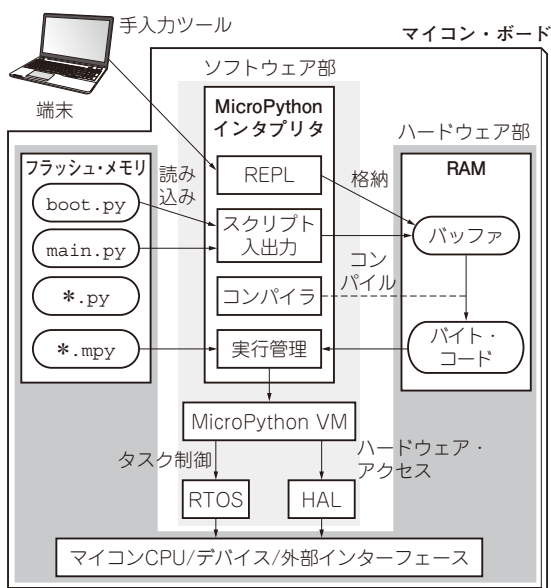 手入力ツール
マイコン・ボード
端末
ソフトウェア部
MicroPython
インタプリタ
ハードウェア部
フラッシュ・メモリ
読み
込み
REPL
格納
RAM
boot.py
スクリプト
入出力
バッファ
main.py
コン
パイル
*.py
コンパイラ
*.mpy
実行管理
バイト・
コード
MicroPython VM
タスク制御
ハードウェア・
アクセス
RTOS
HAL
マイコンCPU/デバイス/外部インターフェース